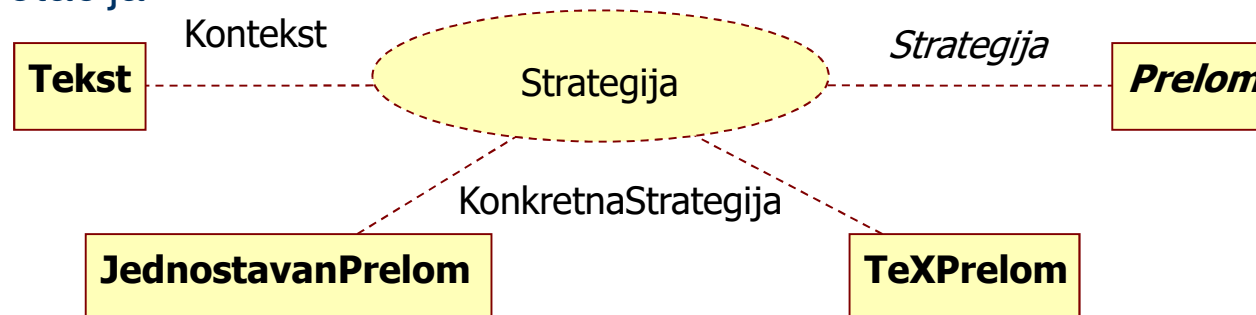 Kontekst
Strategija
Tekst
Strategija
Prelom
KonkretnaStrategija
JednostavanPrelom
TeXPrelom